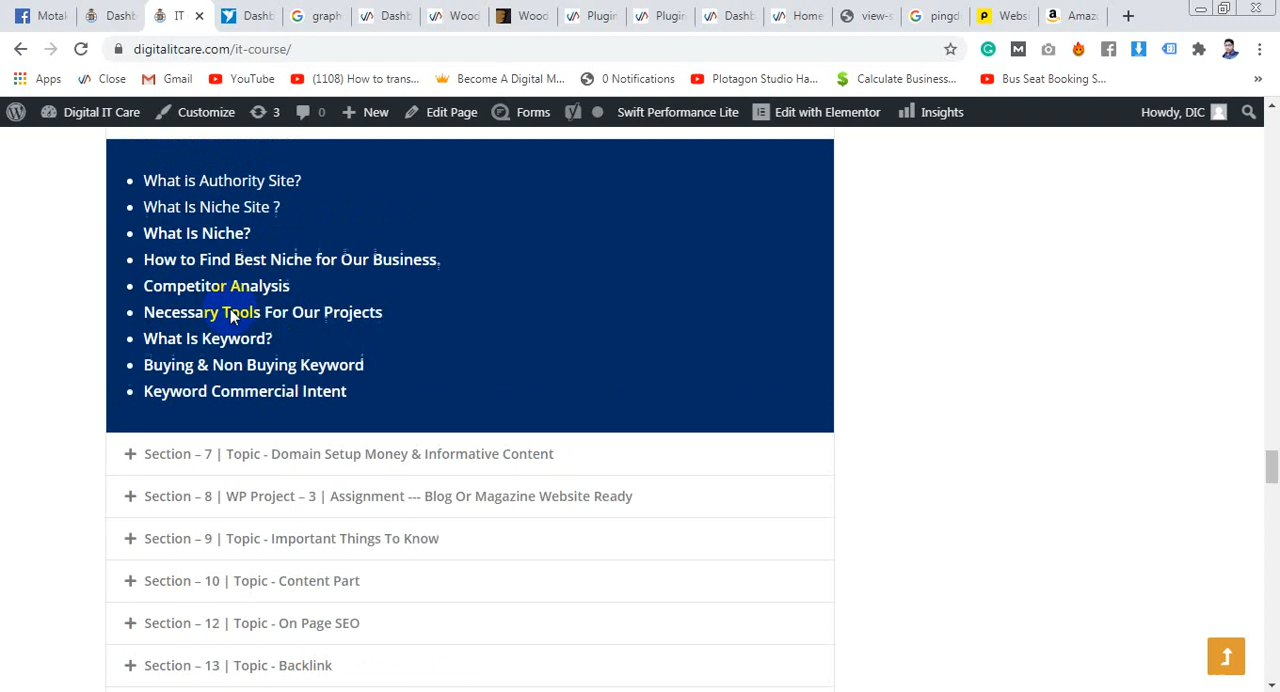 Motak
Dashb
IT
Dashb
graph
Dashb
Wood
Wood
Plugin
Plugin
Dashb
Home
view-s
pingdo
Websi
Amaz
digitalitcare.com/it-course/
Apps
Close
Gmail
YouTube
(1108) How to trans...
Become A Digital M...
0 Notifications
Plotagon Studio Ha...
Calculate Business...
Bus Seat Booking S...
»
Digital IT Care
Customize
3
0
New
Edit Page
Forms
Swift Performance Lite
Edit with Elementor
Insights
Howdy, DIC
• What is Authority Site?
• What Is Niche Site ?
• What Is Niche?
• How to Find Best Niche for Our Business.
• Competitor Analysis
• Necessary Tools For Our Projects
• What Is Keyword?
• Buying & Non Buying Keyword
• Keyword Commercial Intent
+ Section – 7 | Topic - Domain Setup Money & Informative Content
+ Section – 8 | WP Project – 3 | Assignment --- Blog Or Magazine Website Ready
+ Section – 9 | Topic - Important Things To Know
+ Section – 10 | Topic - Content Part
+ Section – 12 | Topic - On Page SEO
+ Section – 13 | Topic - Backlink